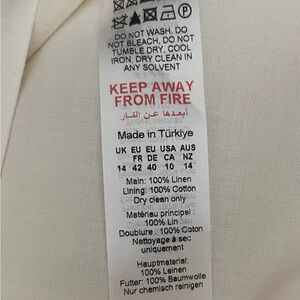 DO NOT WASH, DO
NOT BLEACH, DO NOT
TUMBLE DRY, COOL
IRON, DRY CLEAN IN
ANY SOLVENT
KEEP AWAY
FROM FIRE
أبعدها عن النار
Made in Türkiye
UK EU EU USA AUS
FR DE CA NZ
14 42 40 10 14
Main: 100% Linen
Lining: 100% Cotton
Dry clean only
Matériau principal :
100% Lin
Doublure : 100% Coton
Nettoyage à sec
uniquement
Hauptmaterial:
100% Leinen
Futter: 100% Baumwolle
Nur chemisch reinigen